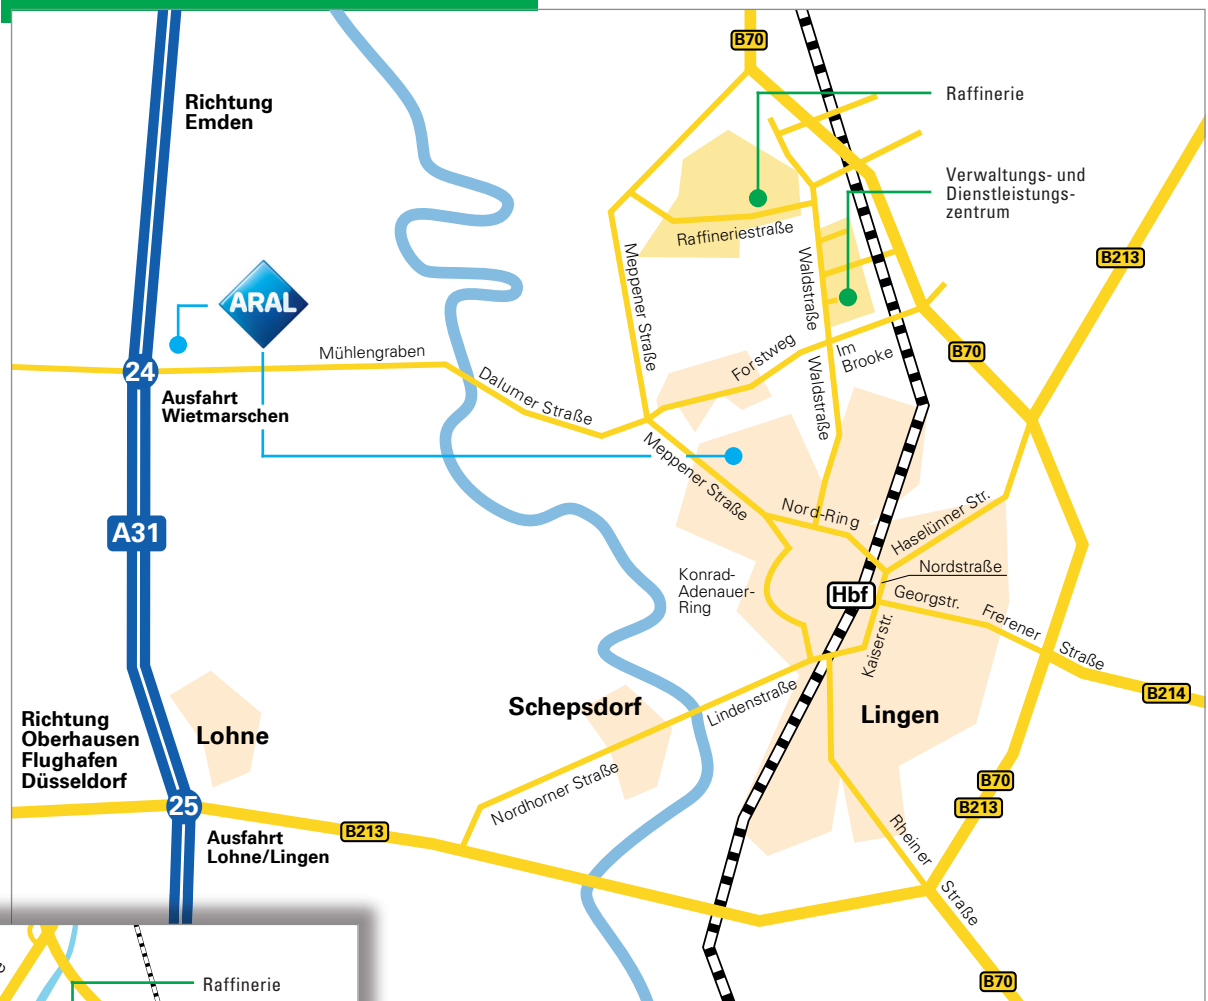 B70
Richtung
Emden
Raffinerie
Verwaltungs- und
Dienstleistungs-
zentrum
Raffineriestraße
Meppener Straße
Waldstraße
B213
ARAL
Mühlengraben
24
Ausfahrt
Wietmarschen
Dalumer Straße
Forstweg
Im
Brooke
Waldstraße
B70
Meppener Straße
Nord-Ring
Haselünner Str.
A31
Nordstraße
Konrad-
Adenauer-
Ring
Hbf
Georgstr.
Frerener
Straße
Kaiserstr.
B214
Schepsdorf
Lindenstraße
Lingen
Richtung
Oberhausen
Flughafen
Düsseldorf
Lohne
Nordhorner Straße
B70
B213
25
Ausfahrt
Lohne/Lingen
B213
Rheiner
Straße
B70
Raffinerie